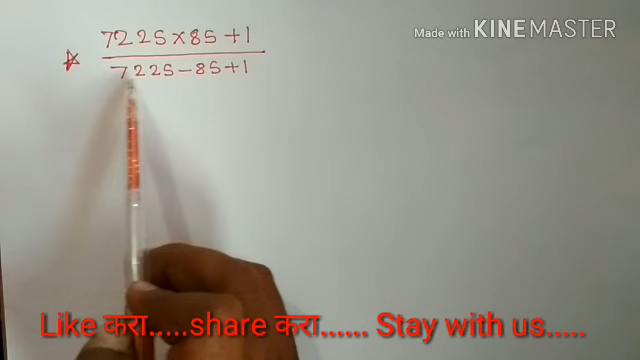 Made with KINEMASTER
☆ 7225×85+1
7225-85+1
Like करा.....share करा...... Stay with us.....